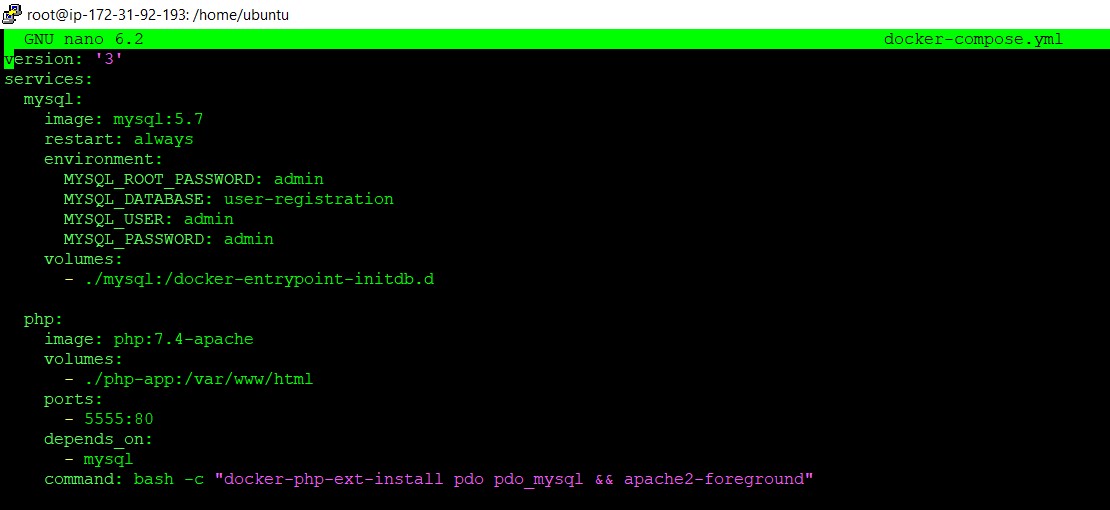 root@ip-172-31-92-193: /home/ubuntu
GNU nano 6.2 docker-compose.yml
version: '3'
services:
  mysql:
    image: mysql:5.7
    restart: always
    environment:
      MYSQL_ROOT_PASSWORD: admin
      MYSQL_DATABASE: user-registration
      MYSQL_USER: admin
      MYSQL_PASSWORD: admin
    volumes:
      - ./mysql:/docker-entrypoint-initdb.d

  php:
    image: php:7.4-apache
    volumes:
      - ./php-app:/var/www/html
    ports:
      - 5555:80
    depends_on:
      - mysql
    command: bash -c "docker-php-ext-install pdo pdo_mysql && apache2-foreground"